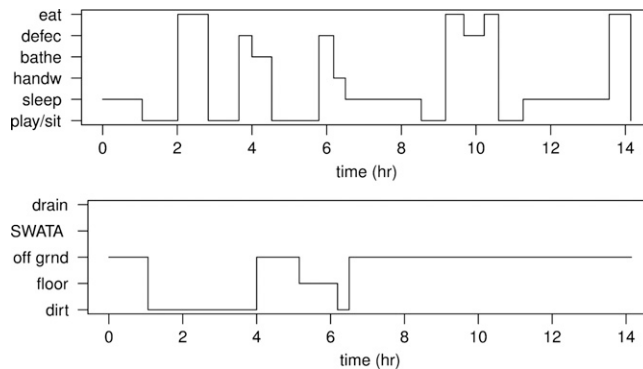 eat
defec
bathe
handw
sleep
play/sit
0 2 4 6 8 10 12 14
time (hr)
drain
SWATA
off grnd
floor
dirt
0 2 4 6 8 10 12 14
time (hr)